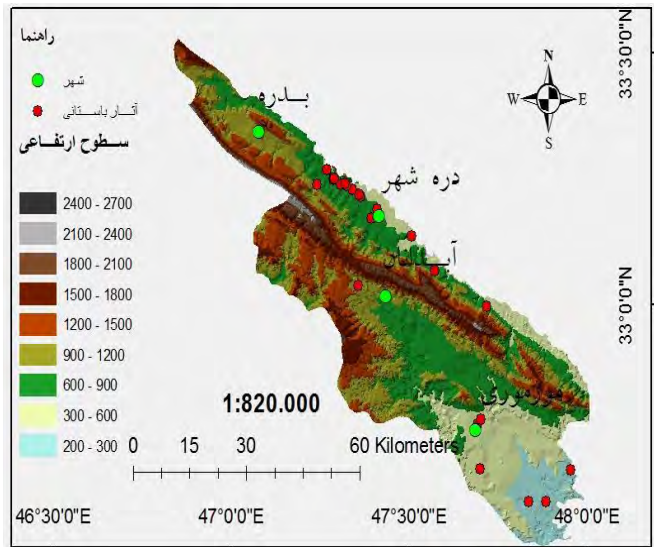 راهنما
شهر
آثار باستانی
سطوح ارتفاعی
2400 - 2700
2100 - 2400
1800 - 2100
1500 - 1800
1200 - 1500
900 - 1200
600 - 900
300 - 600
200 - 300
بدره
دره شهر
آبدانان
مورموری
N
W
E
S
33°30'0"N
33°0'0"N
1:820.000
0 15 30 60 Kilometers
46°30'0"E 47°0'0"E 47°30'0"E 48°0'0"E